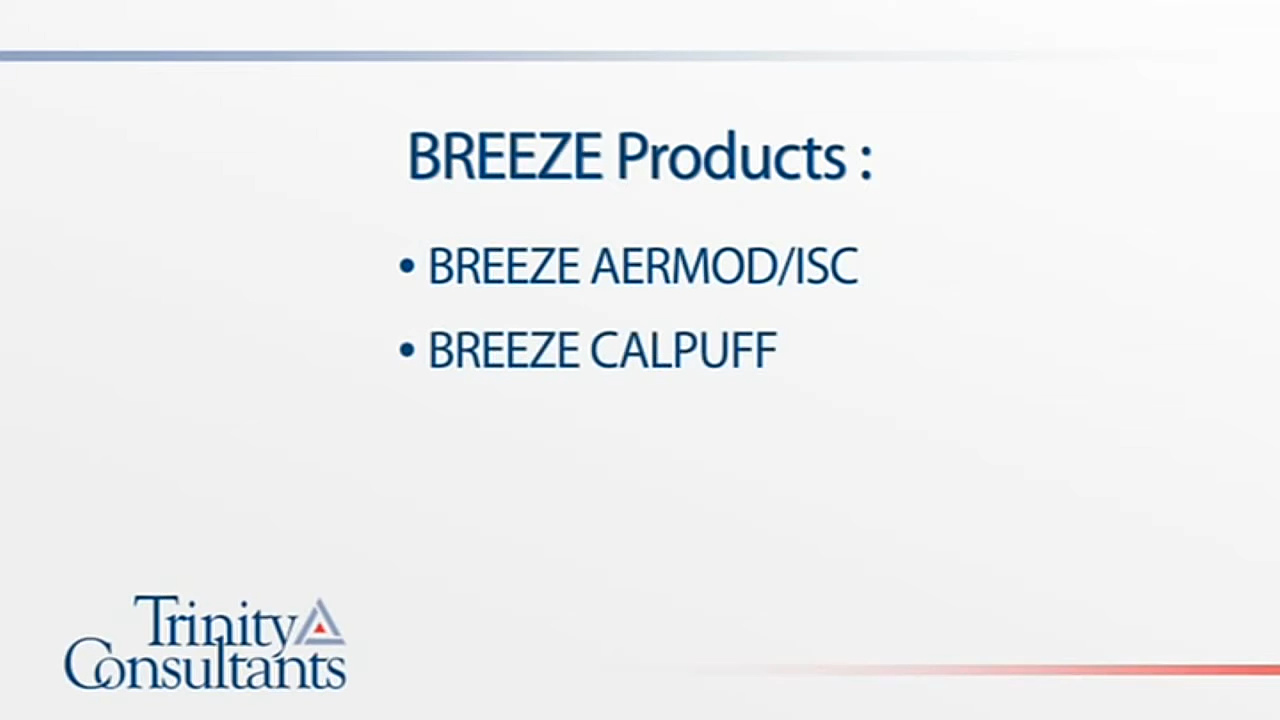 BREEZE Products :
• BREEZE AERMOD/ISC
• BREEZE CALPUFF
Trinity
Consultants